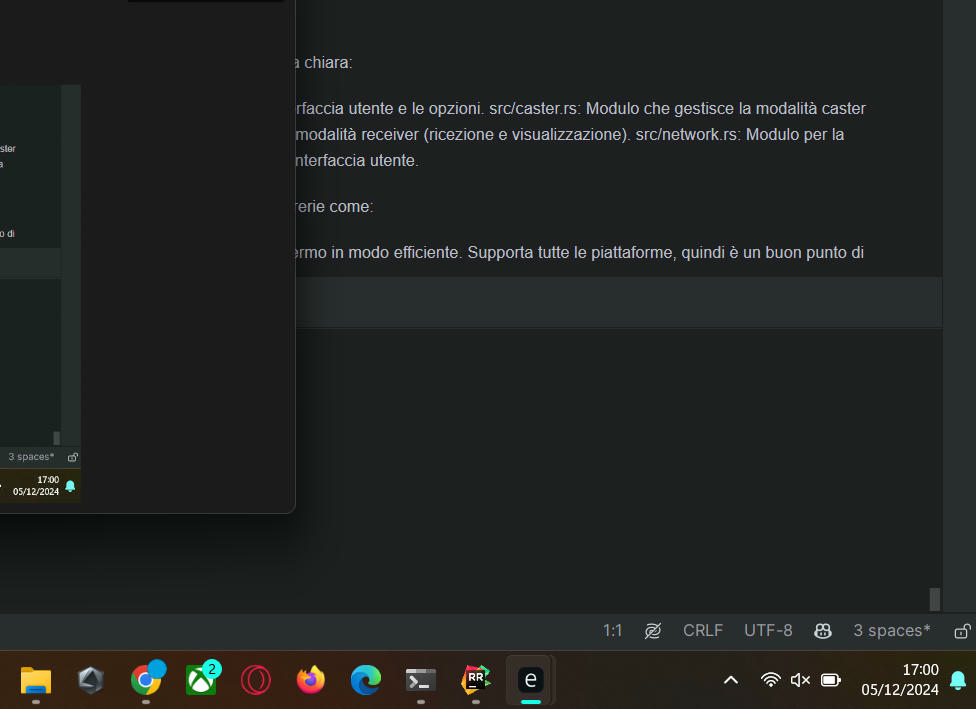 a chiara:
rfaccia utente e le opzioni. src/caster.rs: Modulo che gestisce la modalità caster
modalità receiver (ricezione e visualizzazione). src/network.rs: Modulo per la
nterfaccia utente.
rerie come:
ermo in modo efficiente. Supporta tutte le piattaforme, quindi è un buon punto di
ster
a
o di
3 spaces*
17:00
05/12/2024
1:1 CRLF UTF-8 3 spaces*
2
RR
e
17:00
05/12/2024